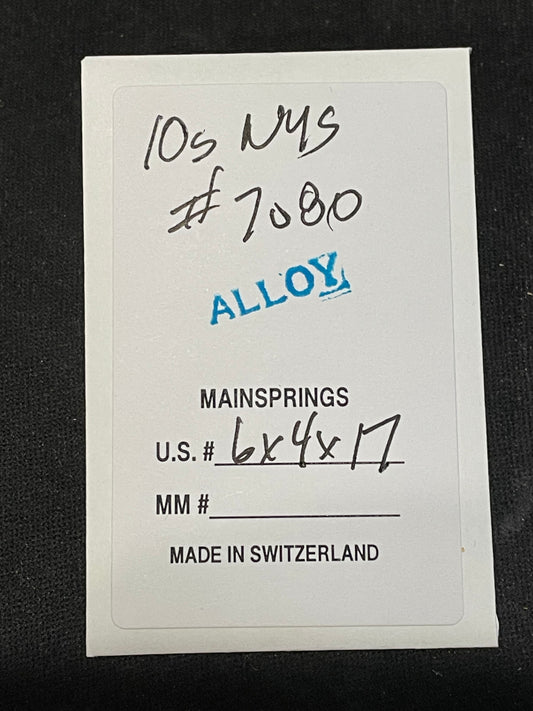 10s NYS
#7080
ALLOY
MAINSPRINGS
U.S. # 6x4x17
MM #
MADE IN SWITZERLAND